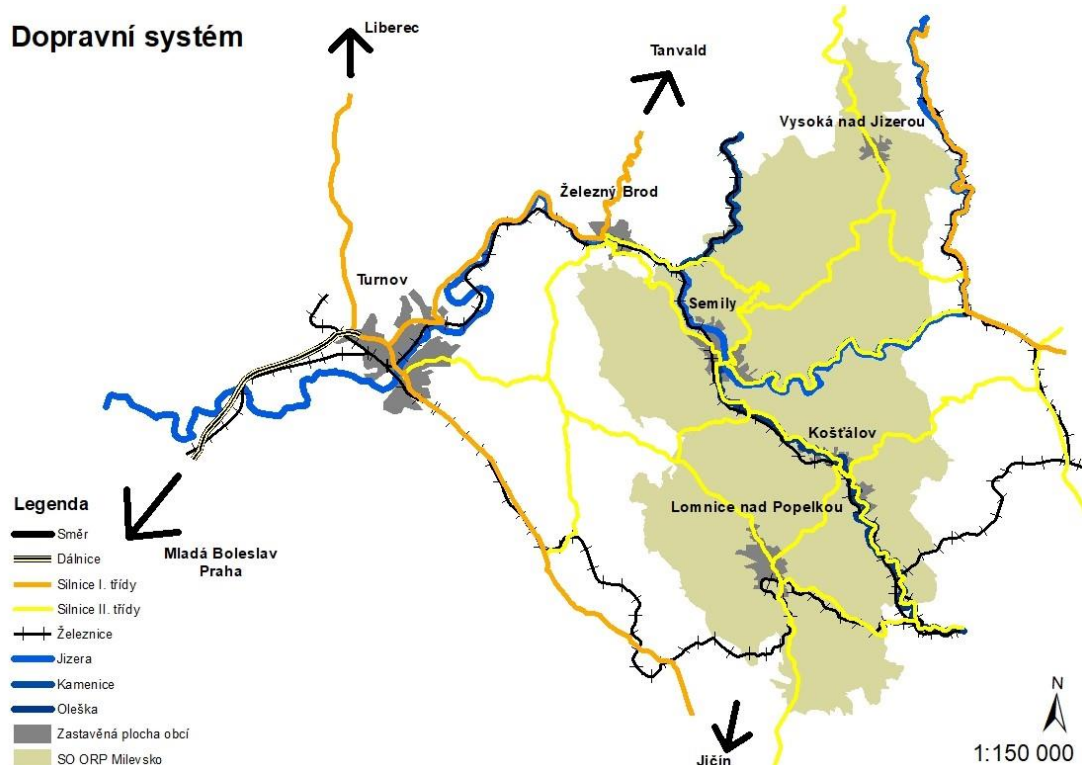 Dopravní systém
Liberec
Tanvald
Vysoká nad Jizerou
Železný Brod
Turnov
Semily
Košťálov
Lomnice nad Popelkou
Mladá Boleslav
Praha
Jičín
Legenda
Směr
Dálnice
Silnice I. třídy
Silnice II. třídy
Železnice
Jizera
Kamenice
Oleška
Zastavěná plocha obcí
SO ORP Milevsko
N
1:150 000